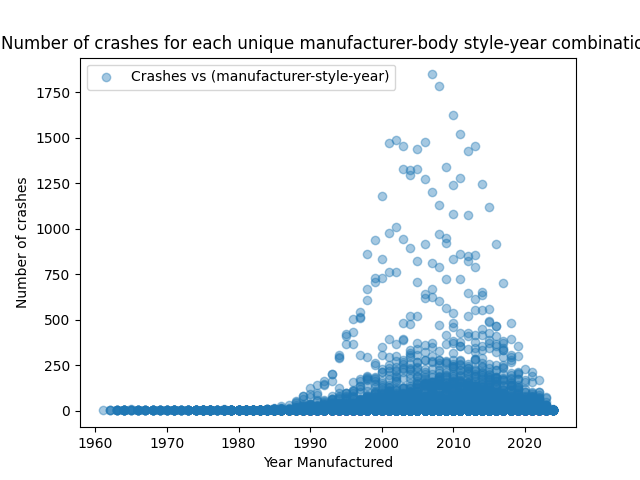 Number of crashes for each unique manufacturer-body style-year combinatio
Crashes vs (manufacturer-style-year)
1750
1500
1250
1000
750
500
250
0
Number of crashes
1960 1970 1980 1990 2000 2010 2020
Year Manufactured